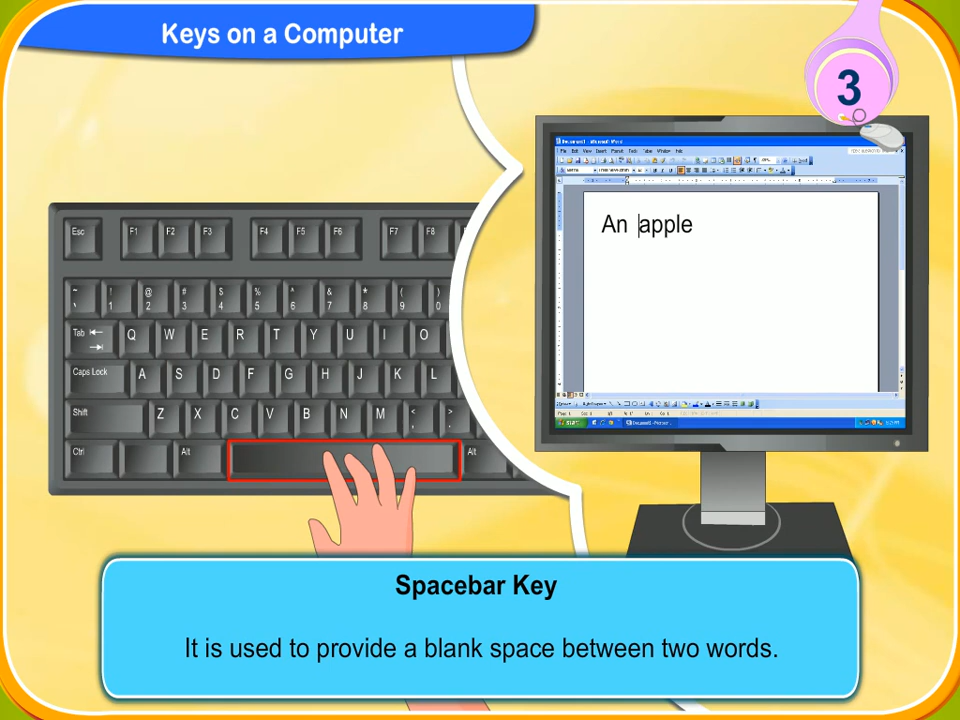 Keys on a Computer
3
An apple
Esc F1 F2 F3 F4 F5 F6 F7 F8
~ ! @ # $ % ^ & * ( )
` 1 2 3 4 5 6 7 8 9 0
Tab Q W E R T Y U I O
Caps Lock A S D F G H J K L
Shift Z X C V B N M < >
, .
Ctrl Alt Alt
Spacebar Key
It is used to provide a blank space between two words.